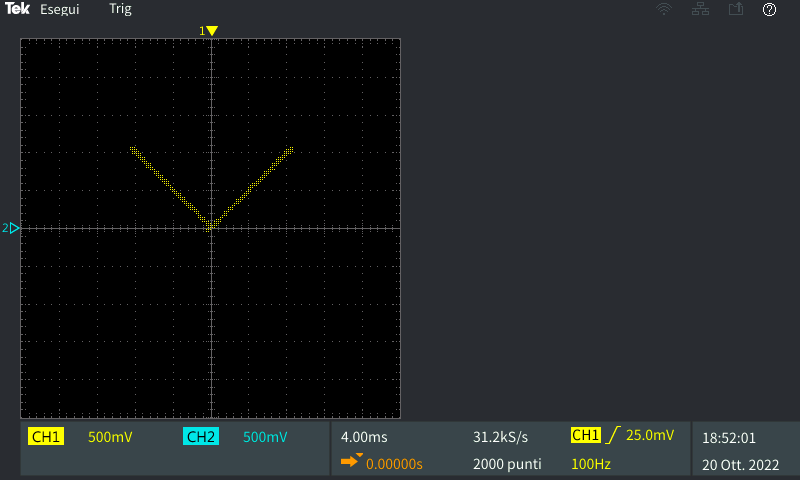 Tek Esegui Trig
1
2
CH1 500mV CH2 500mV 4.00ms 31.2kS/s CH1 25.0mV 18:52:01
0.00000s 2000 punti 100Hz 20 Ott. 2022